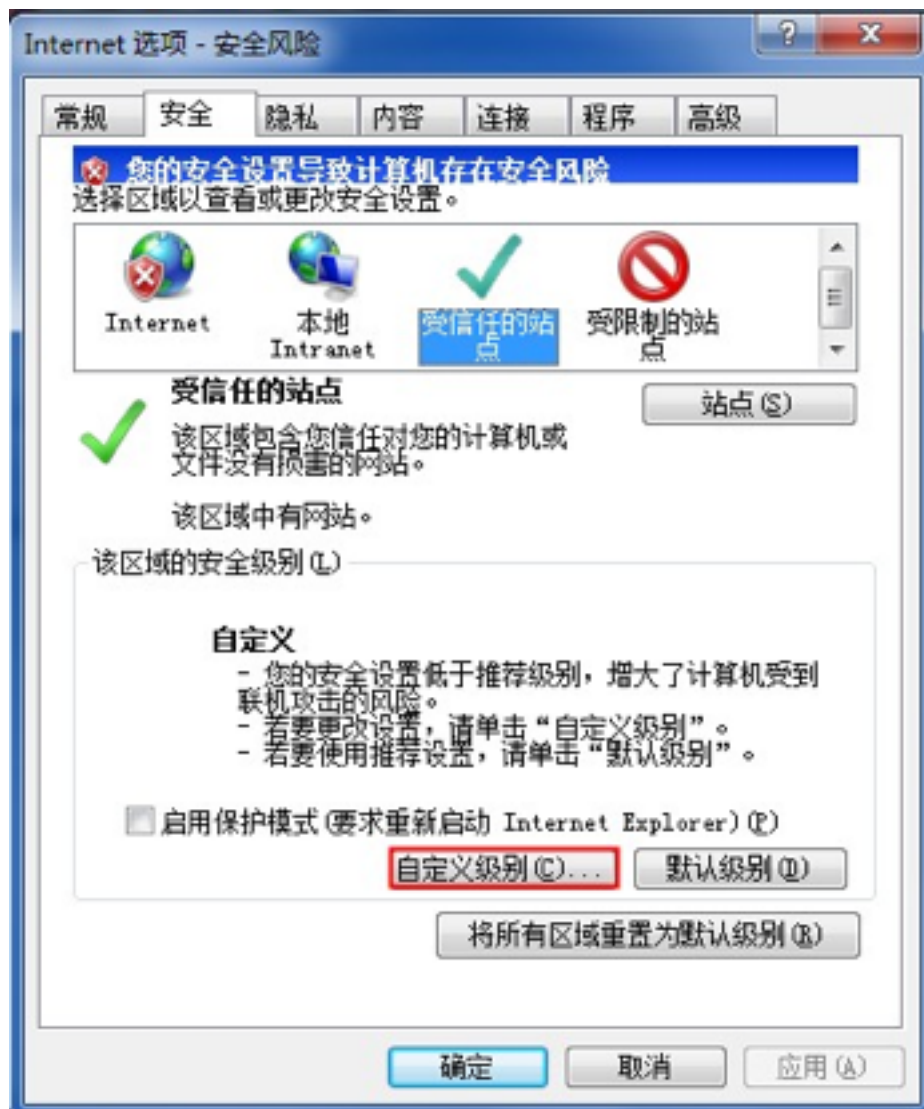 Internet 选项 - 安全风险
常规 安全 隐私 内容 连接 程序 高级
您的安全设置导致计算机存在安全风险
选择区域以查看或更改安全设置。
Internet 本地 受信任的站 受限制的站
Intranet 点 点
受信任的站点
站点(S)
该区域包含您信任对您的计算机或
文件没有损害的网站。
该区域中有网站。
该区域的安全级别(L)
自定义
- 您的安全设置低于推荐级别，增大了计算机受到
联机攻击的风险。
- 若要更改设置，请单击“自定义级别”。
- 若要使用推荐设置，请单击“默认级别”。
启用保护模式(要求重新启动 Internet Explorer)(P)
自定义级别(C)... 默认级别(D)
将所有区域重置为默认级别(R)
确定 取消 应用(A)